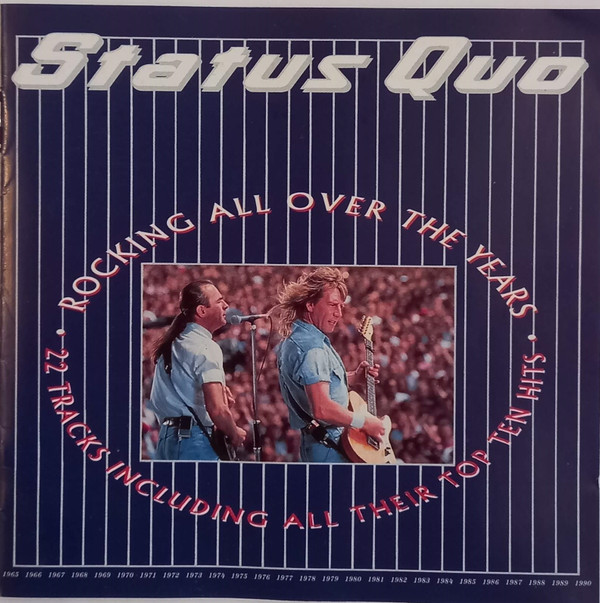 Status Quo
ROCKING ALL OVER THE YEARS
• 22 TRACKS INCLUDING ALL THEIR TOP TEN HITS •
1965 1966 1967 1968 1969 1970 1971 1972 1973 1974 1975 1976 1977 1978 1979 1980 1981 1982 1983 1984 1985 1986 1987 1988 1989 1990